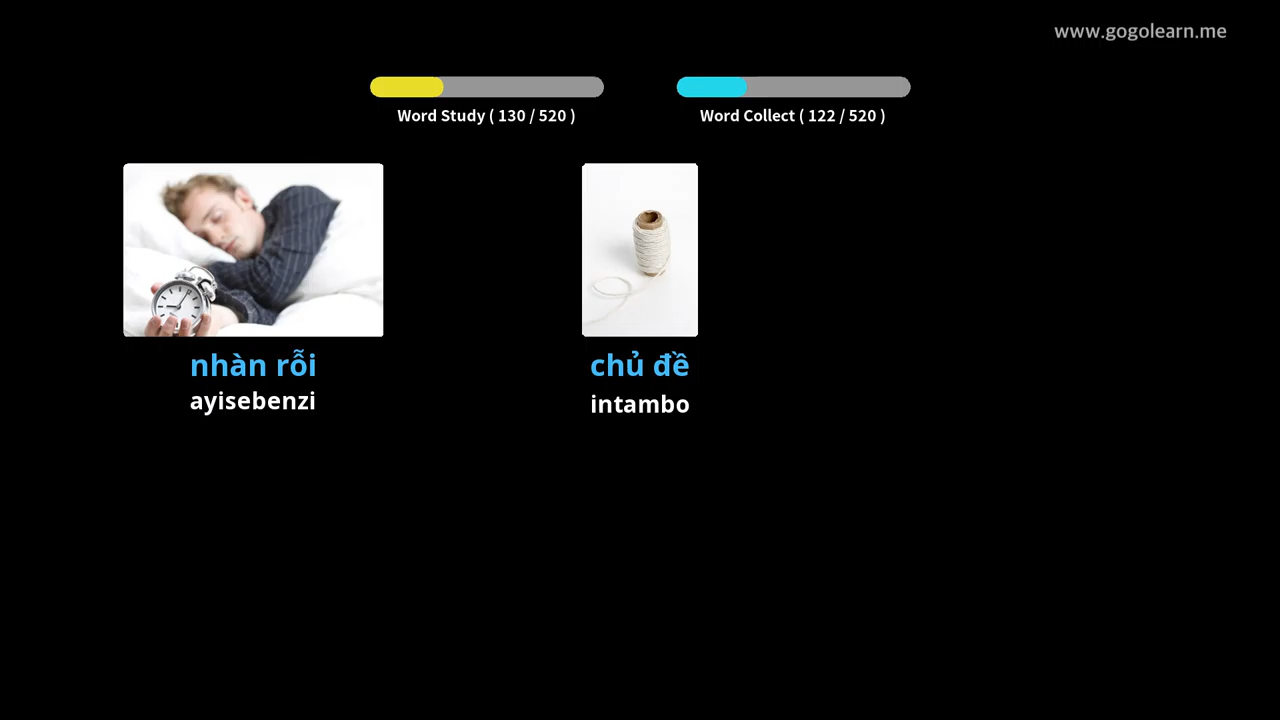 www.gogolearn.me
Word Study ( 130 / 520 )
Word Collect ( 122 / 520 )
nhàn rỗi
ayisebenzi
chủ đề
intambo